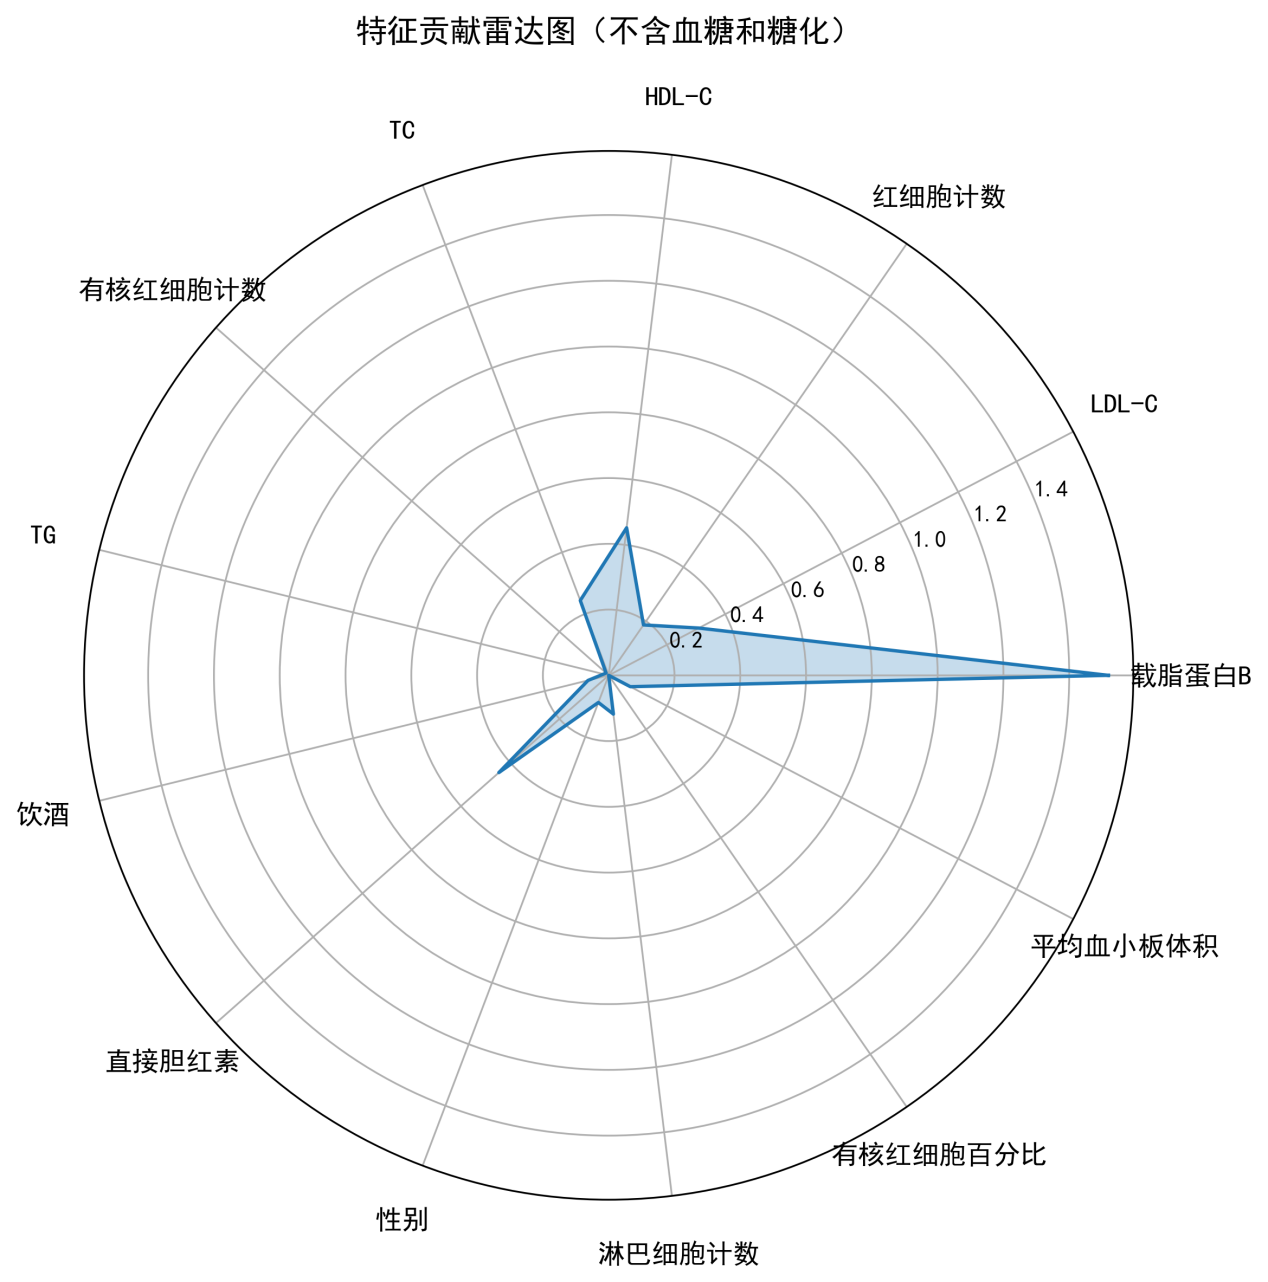 特征贡献雷达图（不含血糖和糖化）
HDL-C
TC
红细胞计数
有核红细胞计数
LDL-C
1.4
1.2
1.0
0.8
0.6
0.4
0.2
TG
载脂蛋白B
饮酒
平均血小板体积
直接胆红素
有核红细胞百分比
性别
淋巴细胞计数